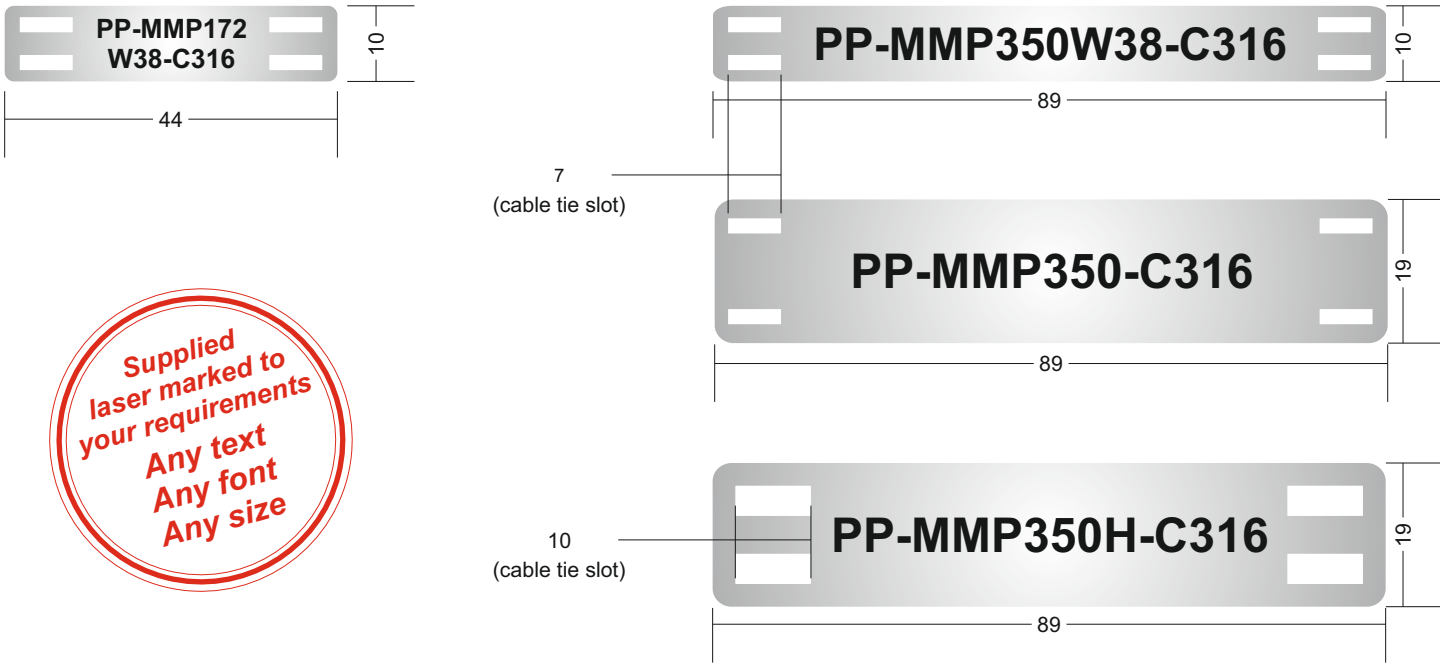 PP-MMP172
W38-C316
10
44
PP-MMP350W38-C316
10
89
7
(cable tie slot)
PP-MMP350-C316
19
89
Supplied
laser marked to
your requirements
Any text
Any font
Any size
PP-MMP350H-C316
19
10
(cable tie slot)
89